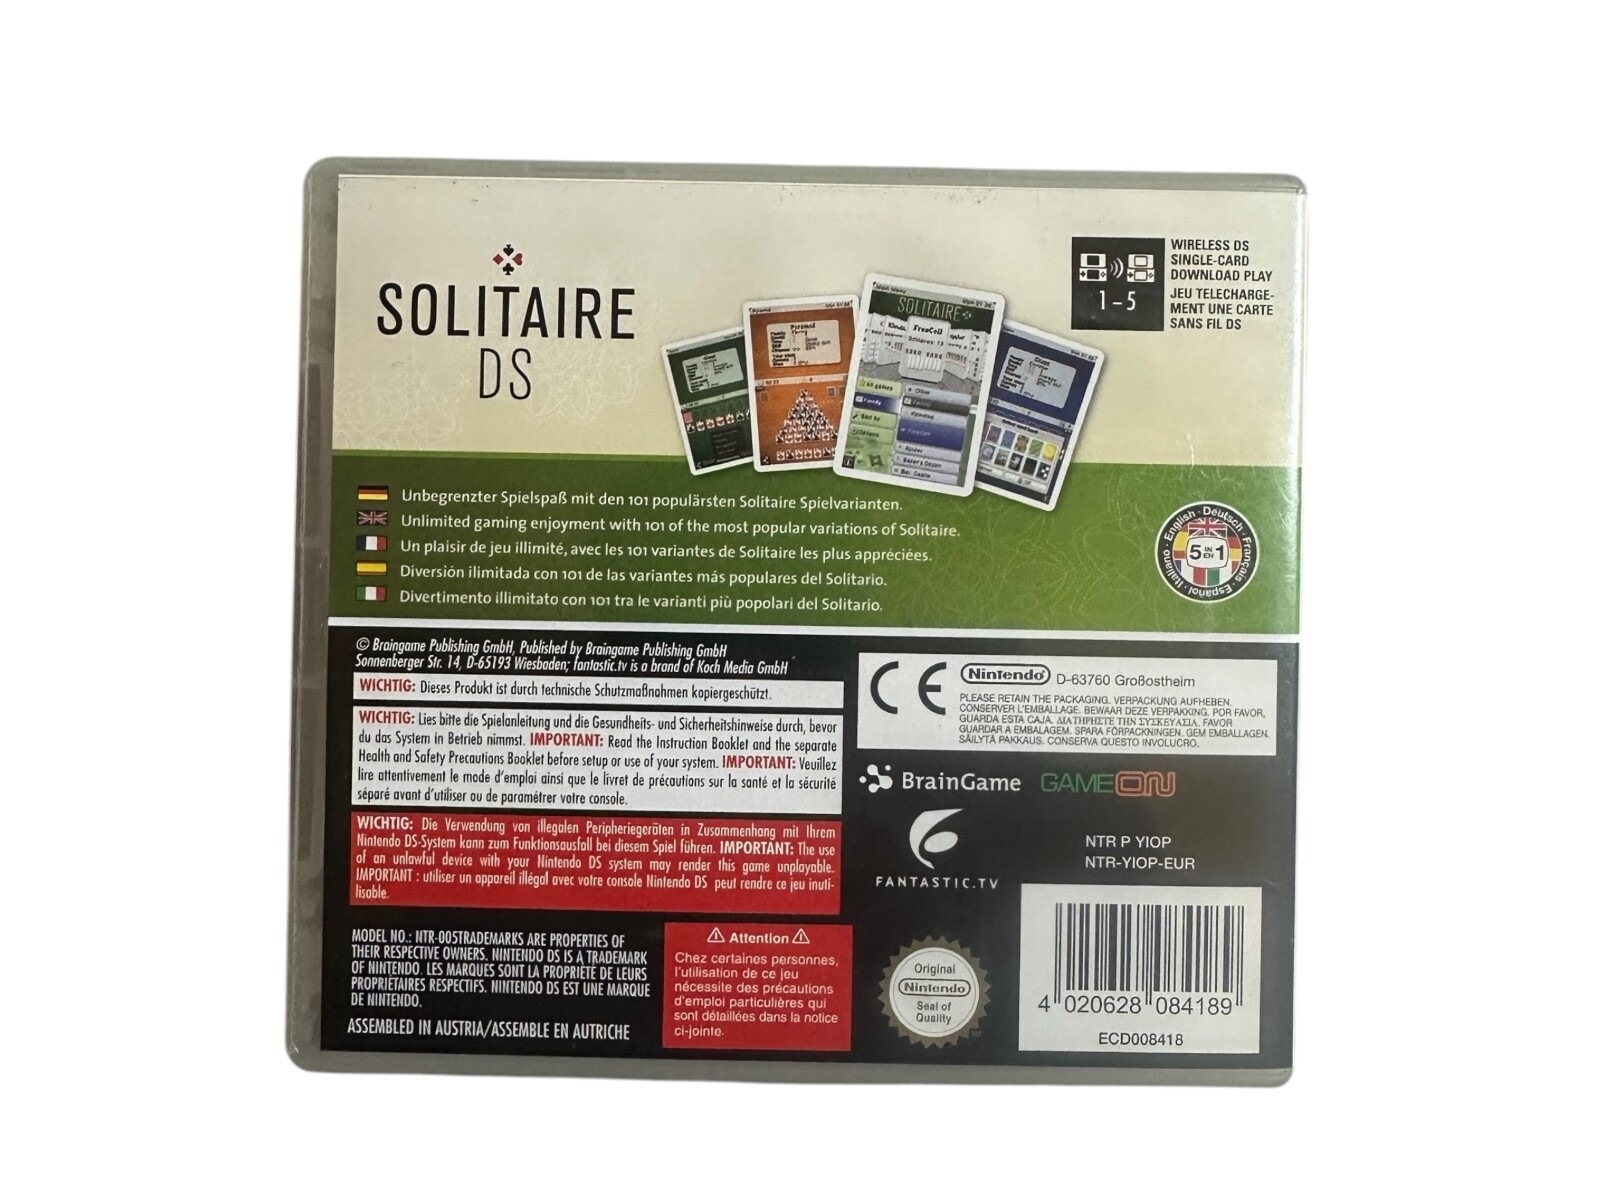 SOLITAIRE
DS
WIRELESS DS
SINGLE-CARD
DOWNLOAD PLAY
JEU TELECHARGE-
MENT UNE CARTE
SANS FIL DS
1 – 5
Pyramid
SOLITAIRE
FreeCell
Unbegrenzter Spielspaß mit den 101 populärsten Solitaire Spielvarianten.
Unlimited gaming enjoyment with 101 of the most popular variations of Solitaire.
Un plaisir de jeu illimité, avec les 101 variantes de Solitaire les plus appréciées.
Diversión ilimitada con 101 de las variantes más populares del Solitario.
Divertimento illimitato con 101 tra le varianti più popolari del Solitario.
English · Deutsch · Français · Español · Italiano ·
5 IN EN 1
© Braingame Publishing GmbH, Published by Braingame Publishing GmbH
Sonnenberger Str. 14, D-65193 Wiesbaden; fantastic.tv is a brand of Koch Media GmbH
WICHTIG: Dieses Produkt ist durch technische Schutzmaßnahmen kopiergeschützt.
WICHTIG: Lies bitte die Spielanleitung und die Gesundheits- und Sicherheitshinweise durch, bevor
du das System in Betrieb nimmst. IMPORTANT: Read the Instruction Booklet and the separate
Health and Safety Precautions Booklet before setup or use of your system. IMPORTANT: Veuillez
lire attentivement le mode d'emploi ainsi que le livret de précautions sur la santé et la sécurité
séparé avant d'utiliser ou de paramétrer votre console.
WICHTIG: Die Verwendung von illegalen Peripheriegeräten in Zusammenhang mit Ihrem
Nintendo DS-System kann zum Funktionsausfall bei diesem Spiel führen. IMPORTANT: The use
of an unlawful device with your Nintendo DS system may render this game unplayable.
IMPORTANT : utiliser un appareil illégal avec votre console Nintendo DS peut rendre ce jeu inuti-
lisable.
MODEL NO.: NTR-005TRADEMARKS ARE PROPERTIES OF
THEIR RESPECTIVE OWNERS. NINTENDO DS IS A TRADEMARK
OF NINTENDO. LES MARQUES SONT LA PROPRIÉTÉ DE LEURS
PROPRIÉTAIRES RESPECTIFS. NINTENDO DS EST UNE MARQUE
DE NINTENDO.
ASSEMBLED IN AUSTRIA/ASSEMBLE EN AUTRICHE
Attention
Chez certaines personnes,
l'utilisation de ce jeu
nécessite des précautions
d'emploi particulières qui
sont détaillées dans la notice
ci-jointe.
CE
Nintendo D-63760 Großostheim
PLEASE RETAIN THE PACKAGING. VERPACKUNG AUFHEBEN.
CONSERVER L'EMBALLAGE. BEWAAR DEZE VERPAKKING. POR FAVOR,
GUARDA ESTA CAJA. ΔΙΑΤΗΡΗΣΤΕ ΤΗΝ ΣΥΣΚΕΥΑΣΙΑ. FAVOR
GUARDAR A EMBALAGEM. SPARA FÖRPACKNINGEN. GEM EMBALLAGEN.
SÄILYTÄ PAKKAUS. CONSERVA QUESTO INVOLUCRO.
BrainGame GAMEON
FANTASTIC.TV
NTR P YIOP
NTR-YIOP-EUR
Original
Nintendo
Seal of
Quality
TM
4 020628 084189
ECD008418